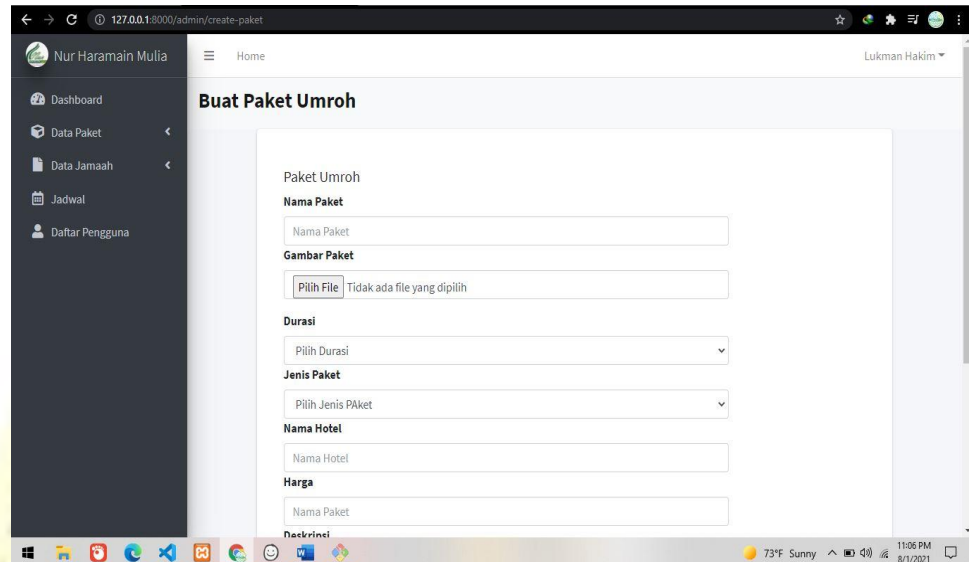 127.0.0.1:8000/admin/create-paket
Nur Haramain Mulia
Home
Lukman Hakim
Dashboard
Data Paket
Data Jamaah
Jadwal
Daftar Pengguna
Buat Paket Umroh
Paket Umroh
Nama Paket
Nama Paket
Gambar Paket
Pilih File Tidak ada file yang dipilih
Durasi
Pilih Durasi
Jenis Paket
Pilih Jenis PAket
Nama Hotel
Nama Hotel
Harga
Nama Paket
Deskripsi
73°F Sunny
11:06 PM
8/1/2021